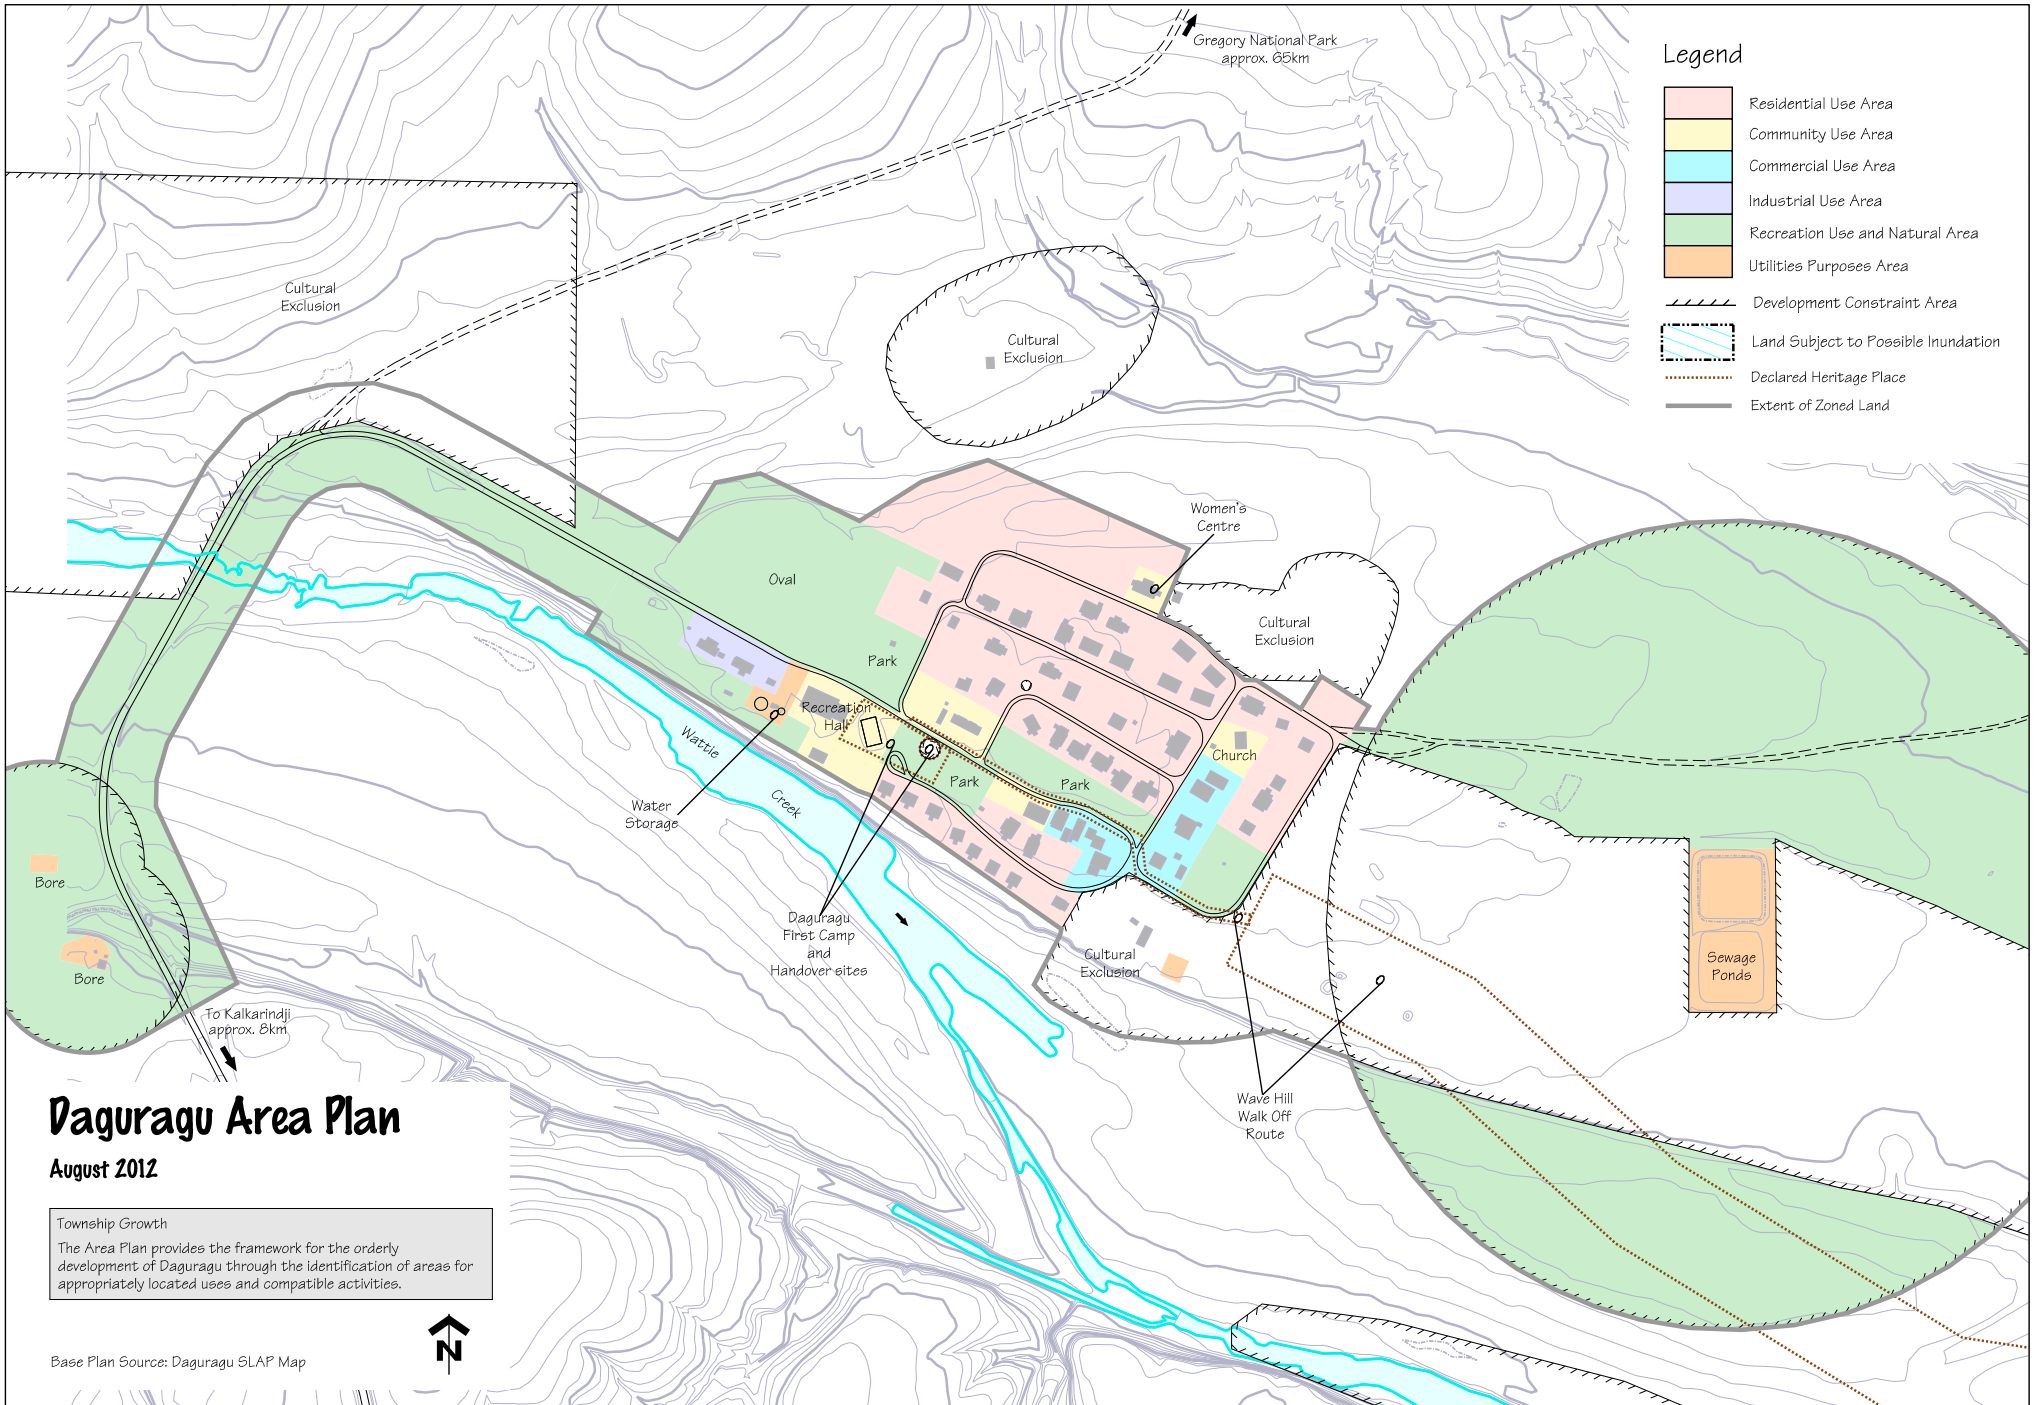 Gregory National Park
approx. 65km
Legend
Residential Use Area
Community Use Area
Commercial Use Area
Industrial Use Area
Recreation Use and Natural Area
Utilities Purposes Area
Development Constraint Area
Land Subject to Possible Inundation
Declared Heritage Place
Extent of Zoned Land
Cultural
Exclusion
Cultural
Exclusion
Women's
Centre
Oval
Cultural
Exclusion
Park
Recreation
Hall
Wattle
Creek
Church
Park
Park
Water
Storage
Bore
Bore
Daguragu
First Camp
and
Handover sites
Cultural
Exclusion
Sewage
Ponds
To Kalkarindji
approx. 8km
Wave Hill
Walk Off
Route
Daguragu Area Plan
August 2012
Township Growth
The Area Plan provides the framework for the orderly
development of Daguragu through the identification of areas for
appropriately located uses and compatible activities.
N
Base Plan Source: Daguragu SLAP Map